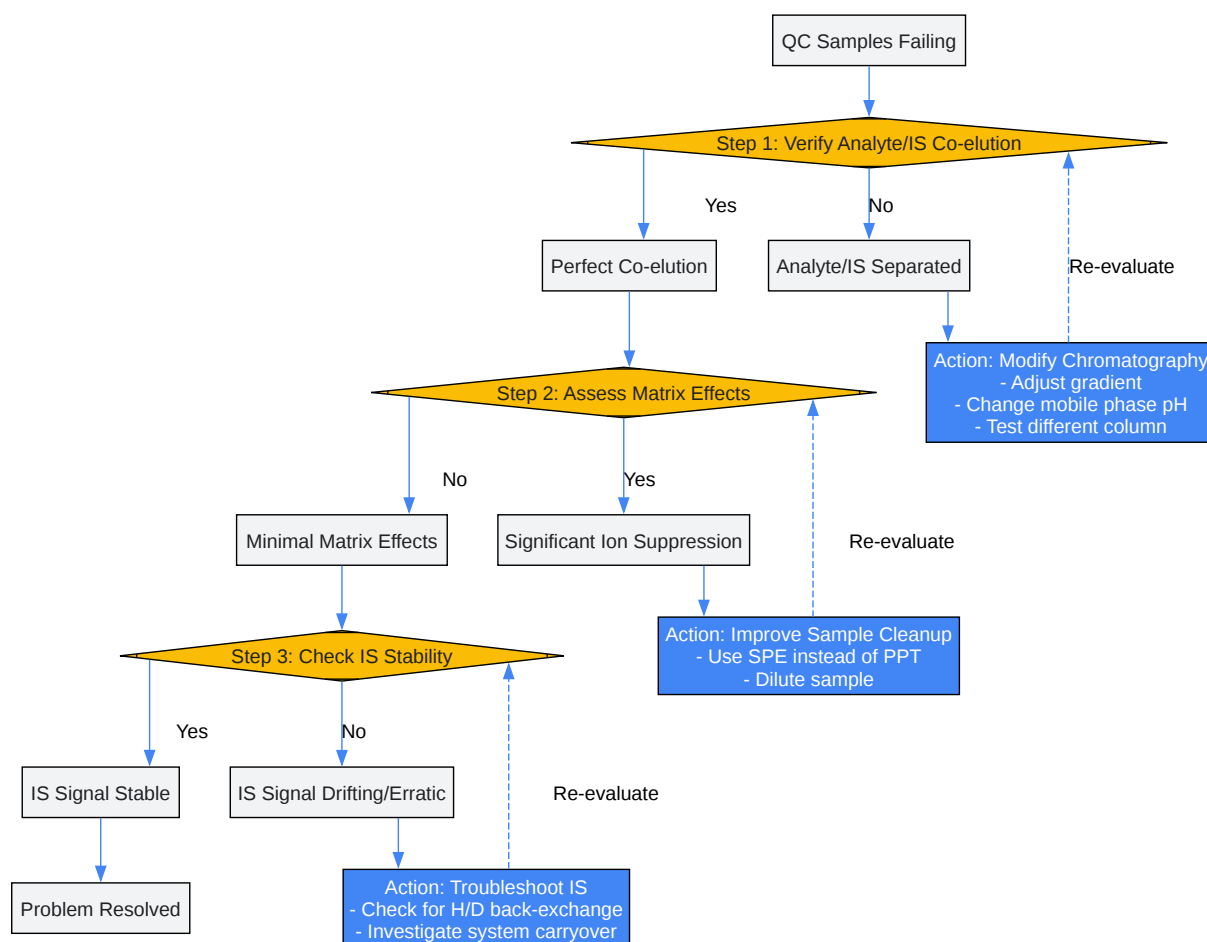 QC Samples Failing
Step 1: Verify Analyte/IS Co-elution
Yes
No
Perfect Co-elution
Analyte/IS Separated
Re-evaluate
Action: Modify Chromatography
- Adjust gradient
- Change mobile phase pH
- Test different column
Step 2: Assess Matrix Effects
No
Yes
Minimal Matrix Effects
Significant Ion Suppression
Re-evaluate
Action: Improve Sample Cleanup
- Use SPE instead of PPT
- Dilute sample
Step 3: Check IS Stability
Yes
No
IS Signal Stable
IS Signal Drifting/Erratic
Re-evaluate
Problem Resolved
Action: Troubleshoot IS
- Check for H/D back-exchange
- Investigate system carryover